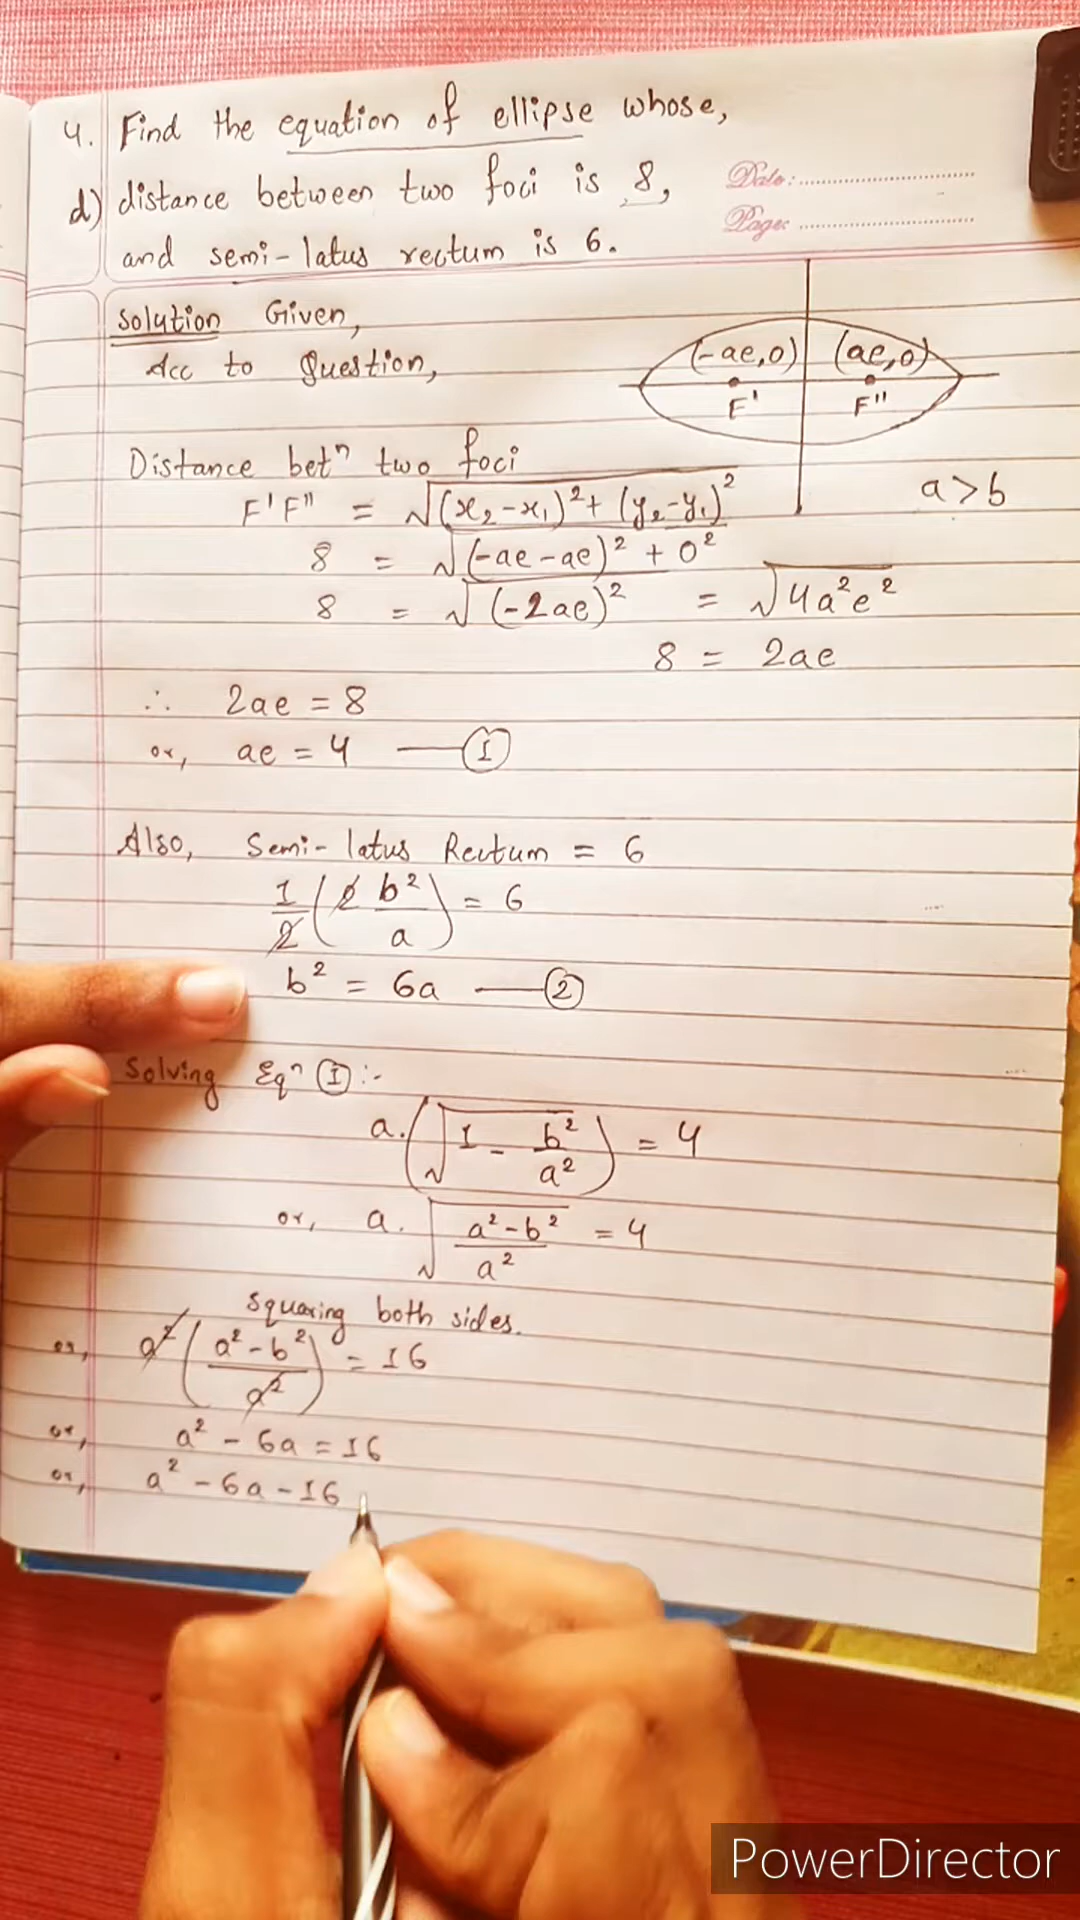 4. Find the equation of ellipse whose,
d) distance between two foci is 8,
and semi-latus rectum is 6.
Date:
Page:
Solution Given,
Acc to Question,
(-ae,0) (ae,0)
F' F"
a>b
Distance betⁿ two foci
F'F" = √(x₂-x₁)²+(y₂-y₁)²
8 = √(-ae-ae)² + 0²
8 = √(-2ae)² = √4a²e²
8 = 2ae
∴ 2ae = 8
or, ae = 4 —①
Also, Semi-latus Rectum = 6
1/2 (2 b²/a) = 6
b² = 6a —②
Solving Eqⁿ ① :-
a.(√1 - b²/a²) = 4
or, a. √a²-b²/a² = 4
squaring both sides.
or, a² (a²-b²/a²) = 16
or, a² - 6a = 16
or, a² - 6a - 16
PowerDirector